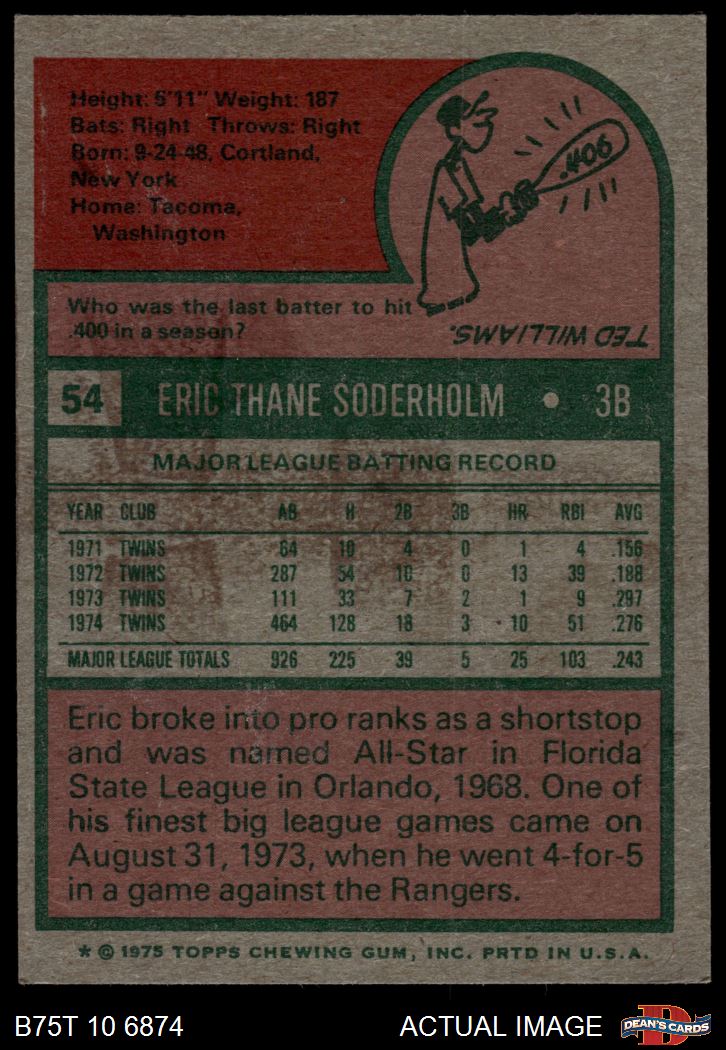 Height: 5'11" Weight: 187
Bats: Right Throws: Right
Born: 9-24-48, Cortland,
New York
Home: Tacoma,
Washington
.406
Who was the last batter to hit
.400 in a season?
TED WILLIAMS.
54 ERIC THANE SODERHOLM • 3B
MAJOR LEAGUE BATTING RECORD
YEAR CLUB AB H 2B 3B HR RBI AVG
1971 TWINS 64 10 4 0 1 4 .156
1972 TWINS 287 54 10 0 13 39 .188
1973 TWINS 111 33 7 2 1 9 .297
1974 TWINS 464 128 18 3 10 51 .276
MAJOR LEAGUE TOTALS 926 225 39 5 25 103 .243
Eric broke into pro ranks as a shortstop
and was named All-Star in Florida
State League in Orlando, 1968. One of
his finest big league games came on
August 31, 1973, when he went 4-for-5
in a game against the Rangers.
* © 1975 TOPPS CHEWING GUM, INC. PRTD IN U.S.A.
B75T 10 6874 ACTUAL IMAGE
D
DEAN'S CARDS